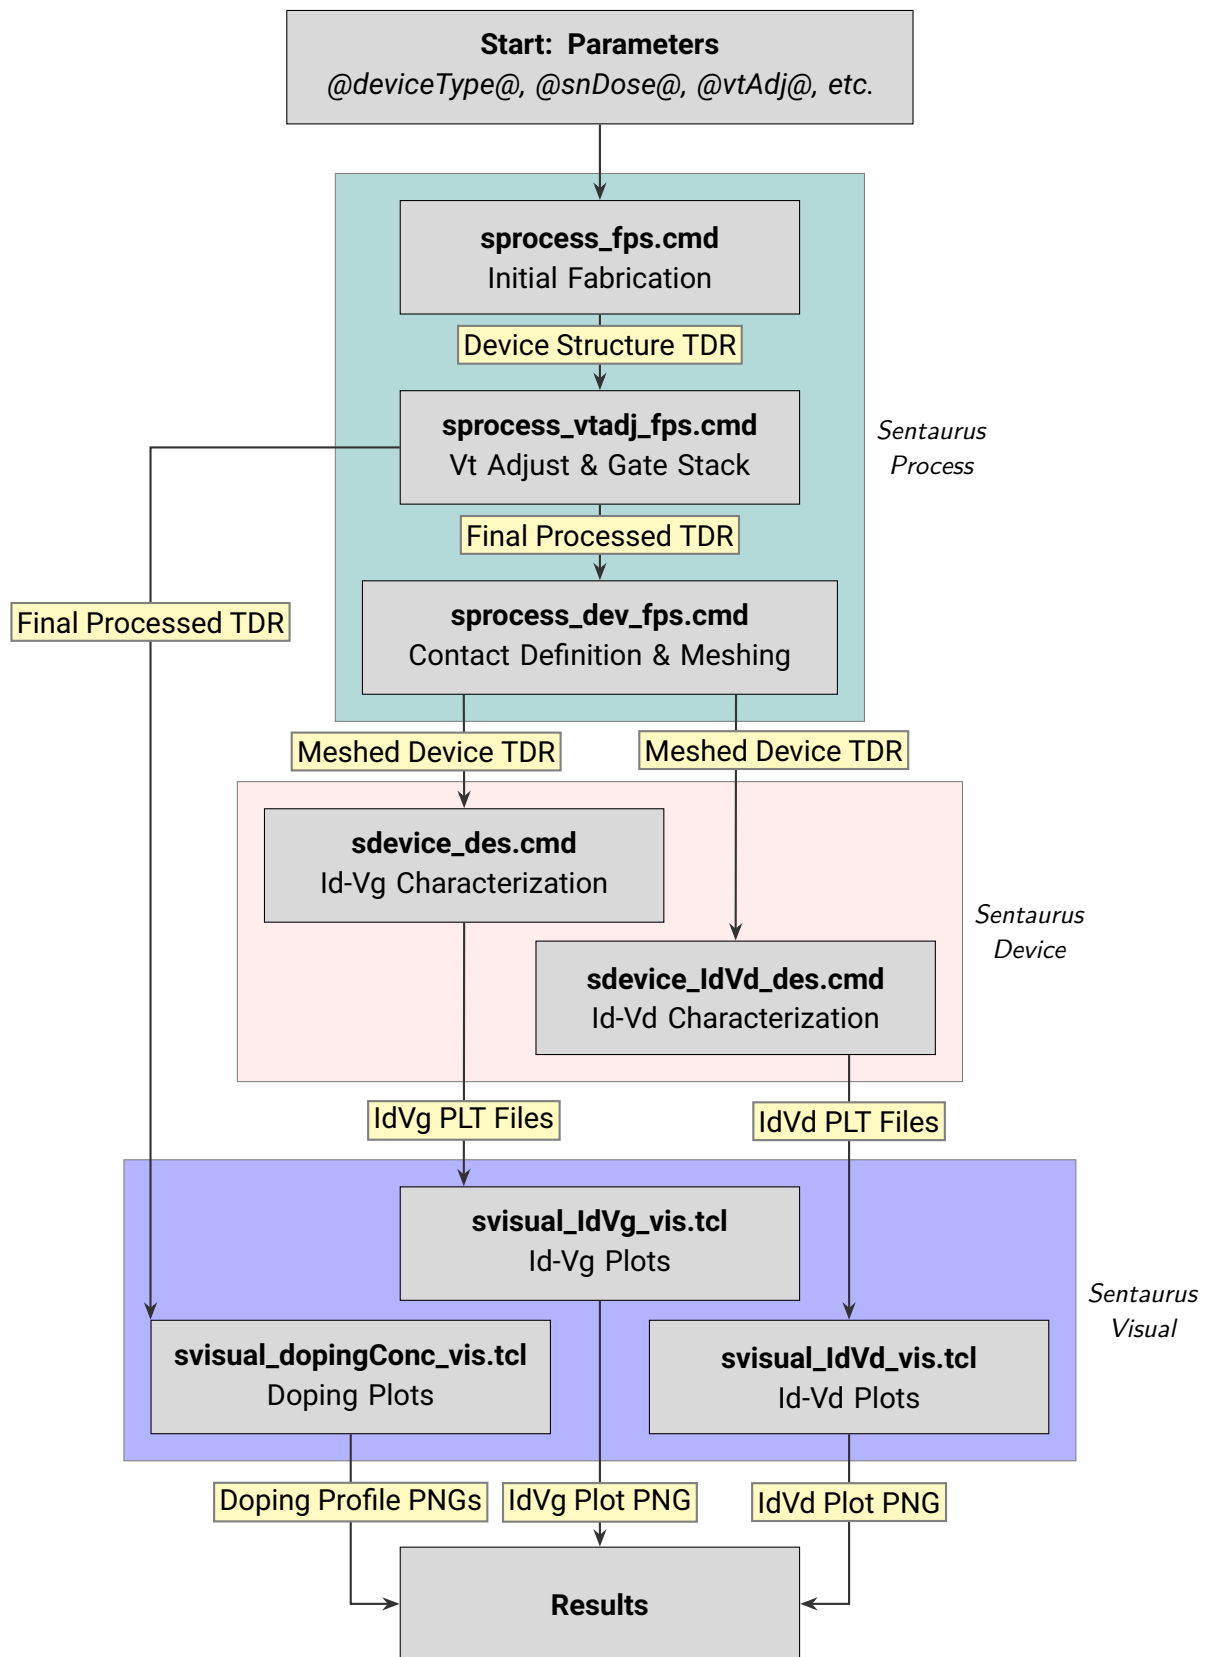 Start: Parameters
@deviceType@, @snDose@, @vtAdj@, etc.
sprocess_fps.cmd
Initial Fabrication
Device Structure TDR
sprocess_vtadj_fps.cmd
Vt Adjust & Gate Stack
Sentaurus
Process
Final Processed TDR
Final Processed TDR
sprocess_dev_fps.cmd
Contact Definition & Meshing
Meshed Device TDR
Meshed Device TDR
sdevice_des.cmd
Id-Vg Characterization
Sentaurus
Device
sdevice_IdVd_des.cmd
Id-Vd Characterization
IdVg PLT Files
IdVd PLT Files
svisual_IdVg_vis.tcl
Id-Vg Plots
Sentaurus
Visual
svisual_dopingConc_vis.tcl
Doping Plots
svisual_IdVd_vis.tcl
Id-Vd Plots
Doping Profile PNGs
IdVg Plot PNG
IdVd Plot PNG
Results